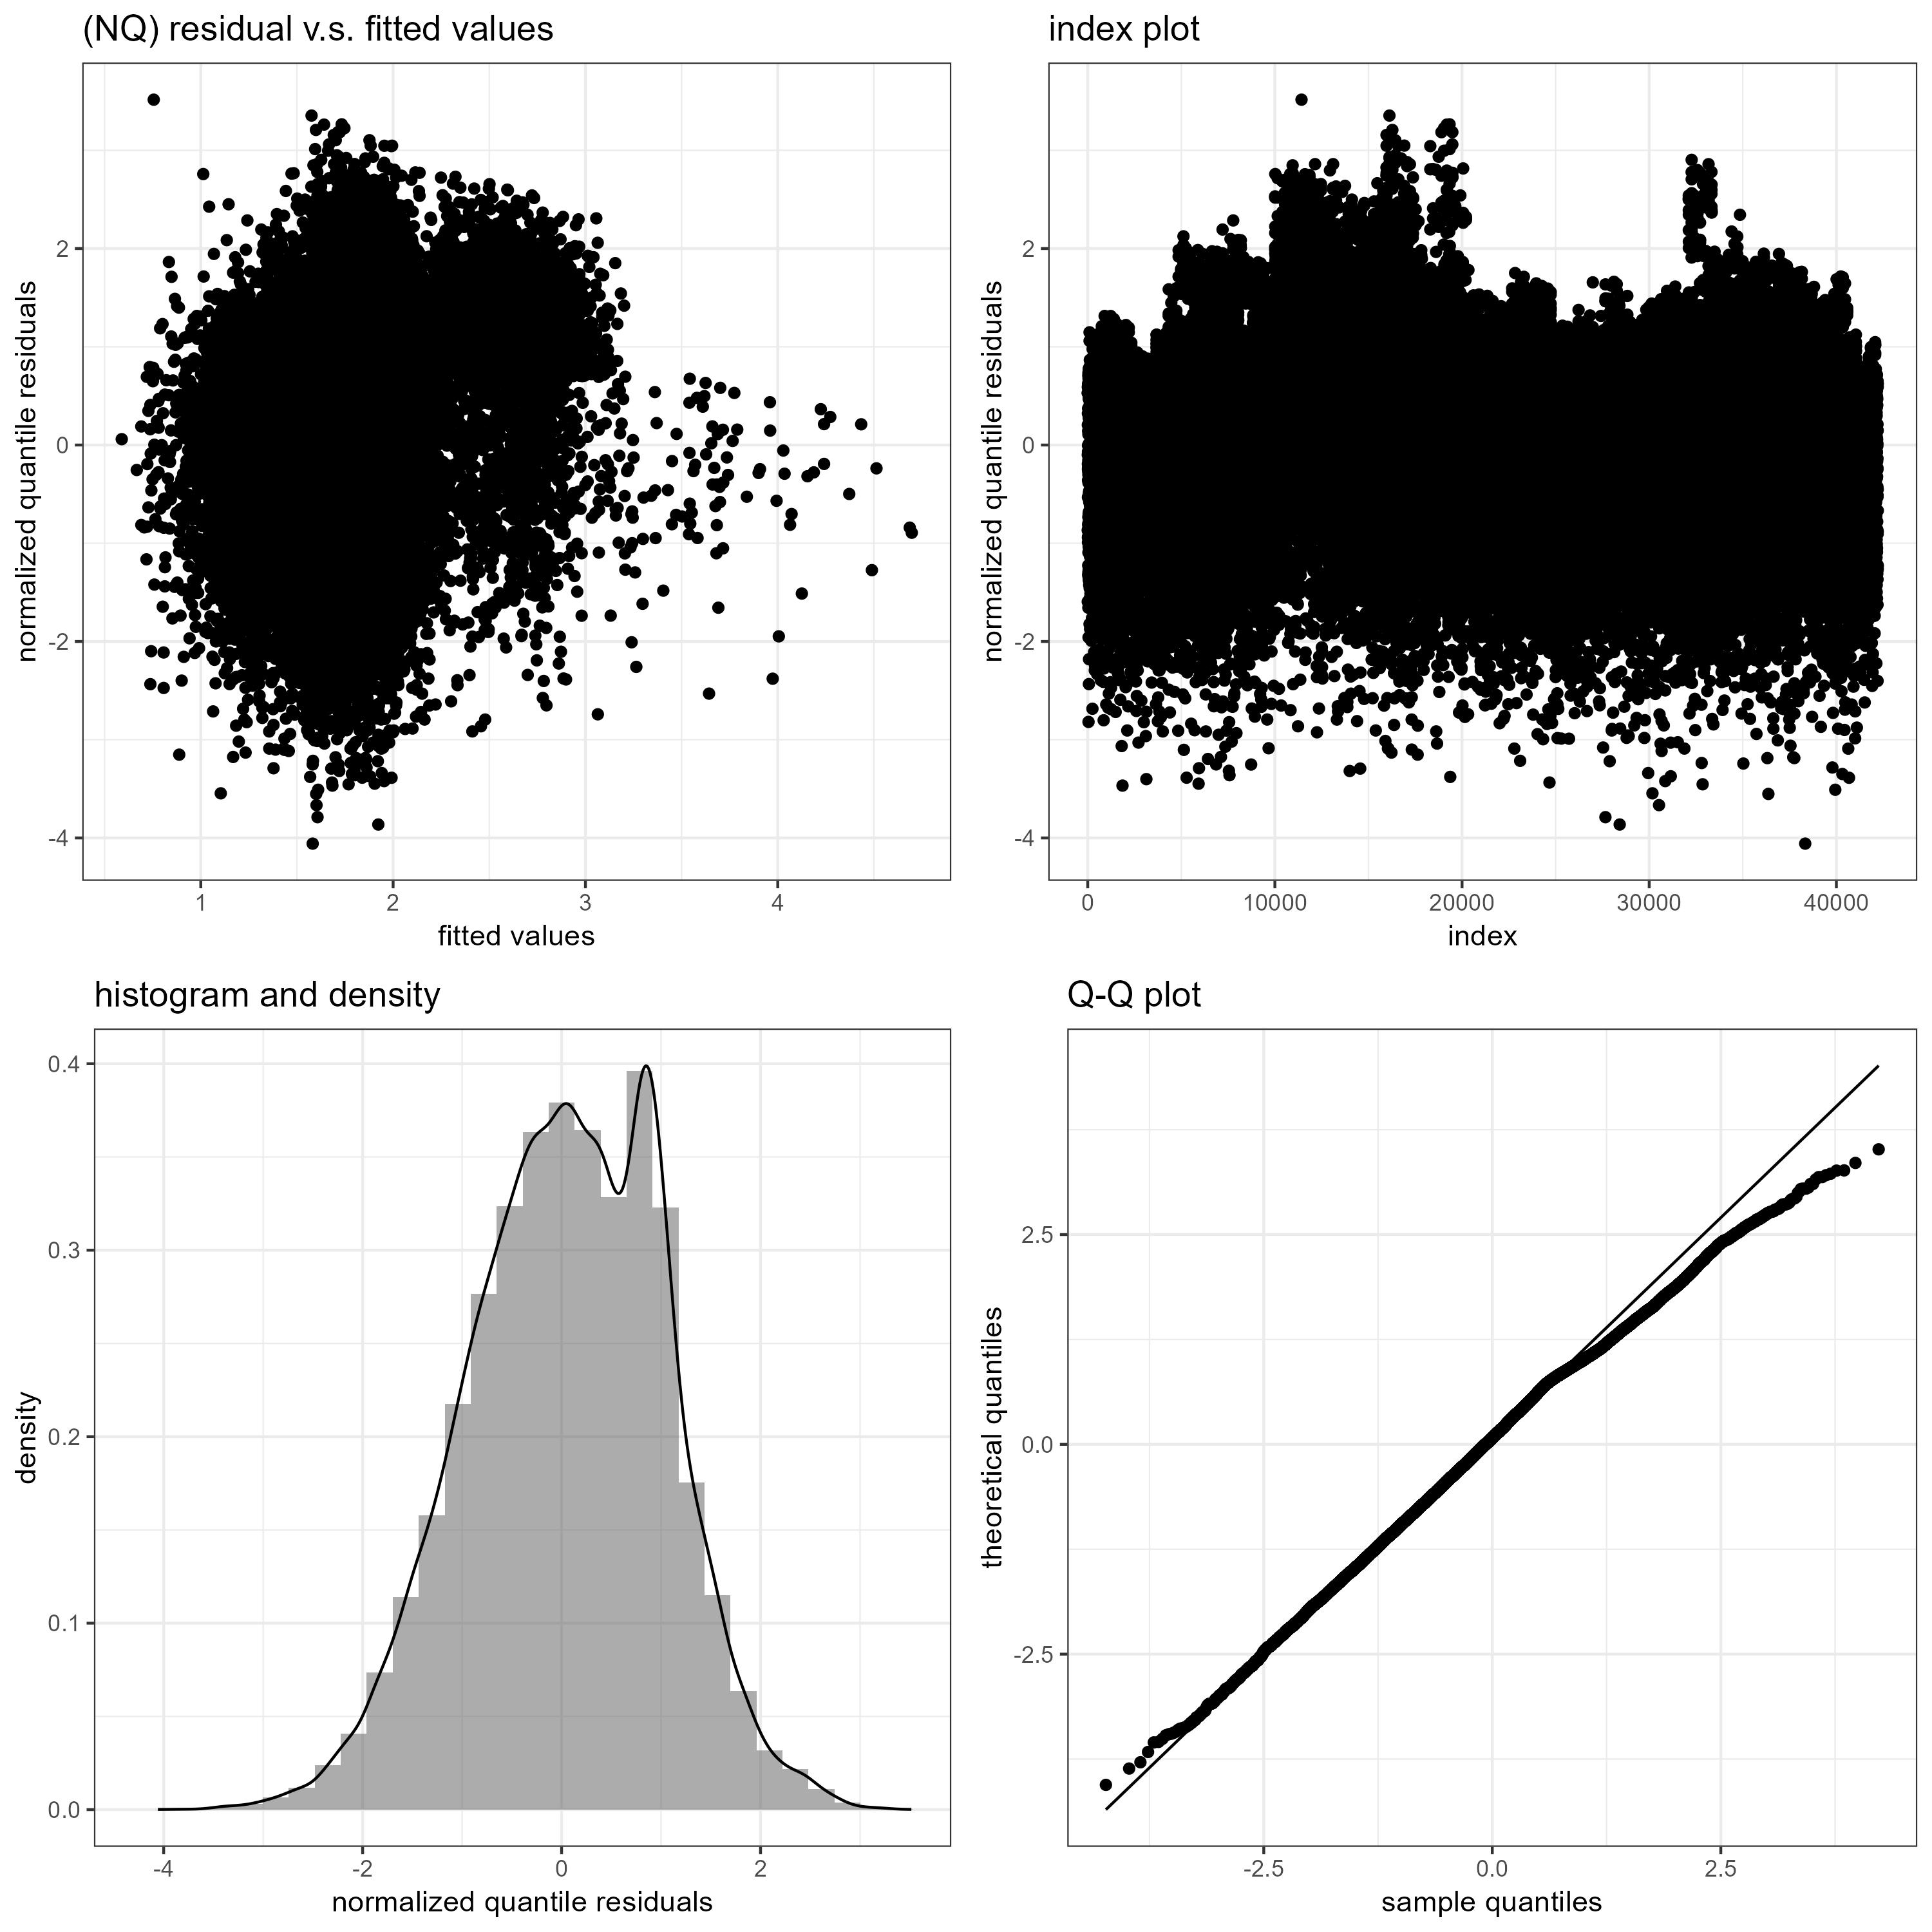 (NQ) residual v.s. fitted values
normalized quantile residuals
2
0
-2
-4
1 2 3 4
fitted values
index plot
normalized quantile residuals
2
0
-2
-4
0 10000 20000 30000 40000
index
histogram and density
density
0.4
0.3
0.2
0.1
0.0
-4 -2 0 2
normalized quantile residuals
Q-Q plot
theoretical quantiles
2.5
0.0
-2.5
-2.5 0.0 2.5
sample quantiles